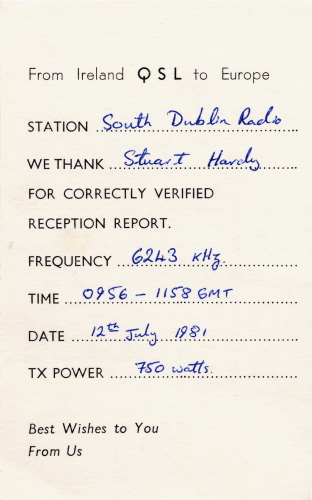 From Ireland QSL to Europe
STATION South Dublin Radio
WE THANK Stuart Hardy
FOR CORRECTLY VERIFIED
RECEPTION REPORT.
FREQUENCY 6243 KHz.
TIME 0956 – 1158 GMT
DATE 12th July 1981
TX POWER 750 watts.
Best Wishes to You
From Us